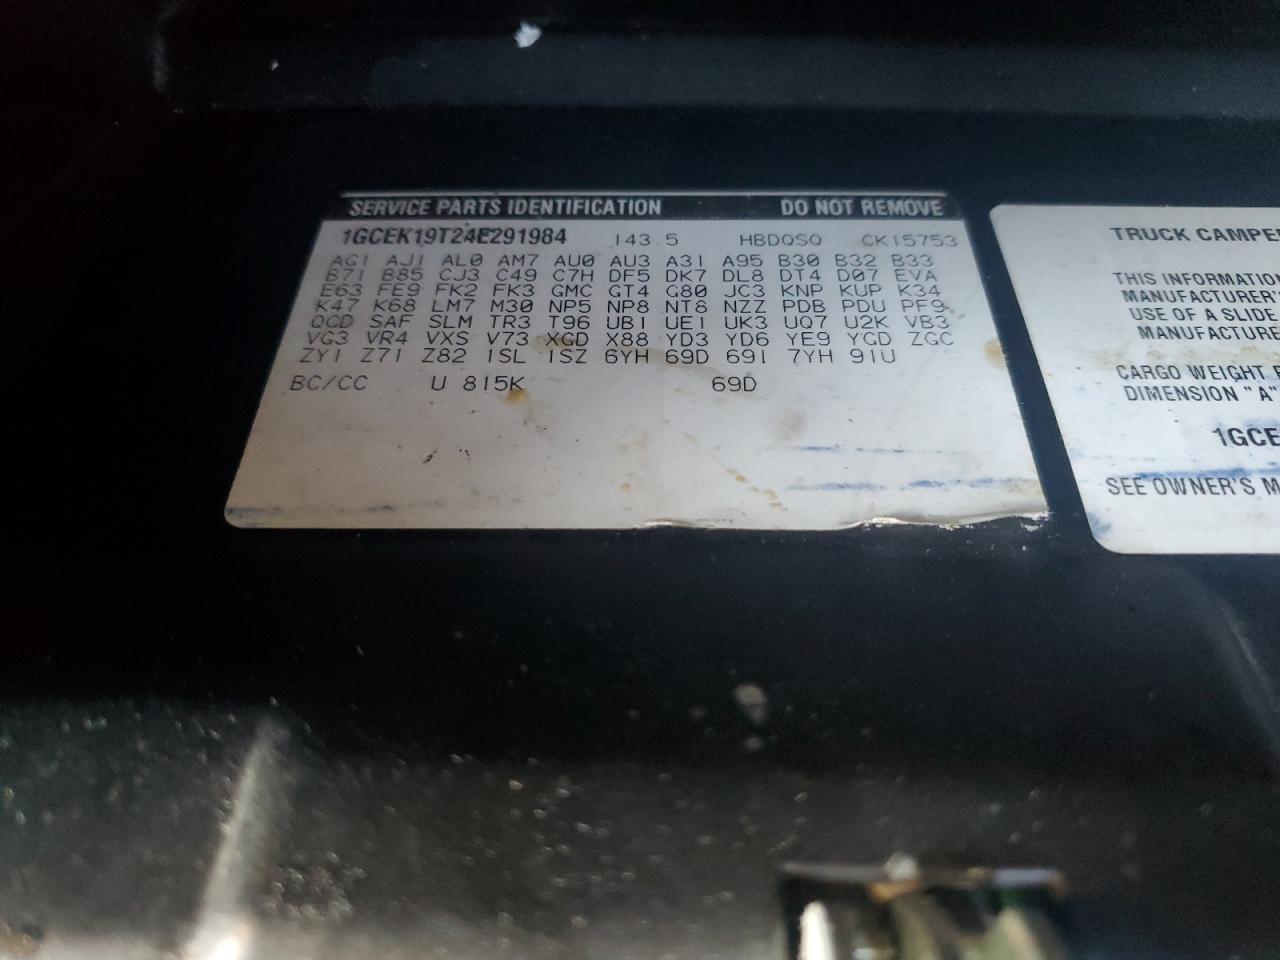 SERVICE PARTS IDENTIFICATION DO NOT REMOVE
1GCEK19T24E291984 143.5 HBDQSQ CK15753
AG1 AJ1 AL0 AM7 AU0 AU3 A31 A95 B30 B32 B33
B71 B85 CJ3 C49 C7H DF5 DK7 DL8 DT4 D07 EVA
E63 FE9 FK2 FK3 GMC GT4 G80 JC3 KNP KUP K34
K47 K68 LM7 M30 NP5 NP8 NT8 NZZ PDB PDU PF9
QCD SAF SLM TR3 T96 UB1 UE1 UK3 UQ7 U2K VB3
VG3 VR4 VXS V73 XGD X88 YD3 YD6 YE9 YGD ZGC
ZY1 Z71 Z82 1SL 1SZ 6YH 69D 691 7YH 91U
BC/CC U 815K 69D
TRUCK CAMPE
THIS INFORMATION
MANUFACTURER'
USE OF A SLIDE
MANUFACTURE
CARGO WEIGHT
DIMENSION "A"
1GCE
SEE OWNER'S M